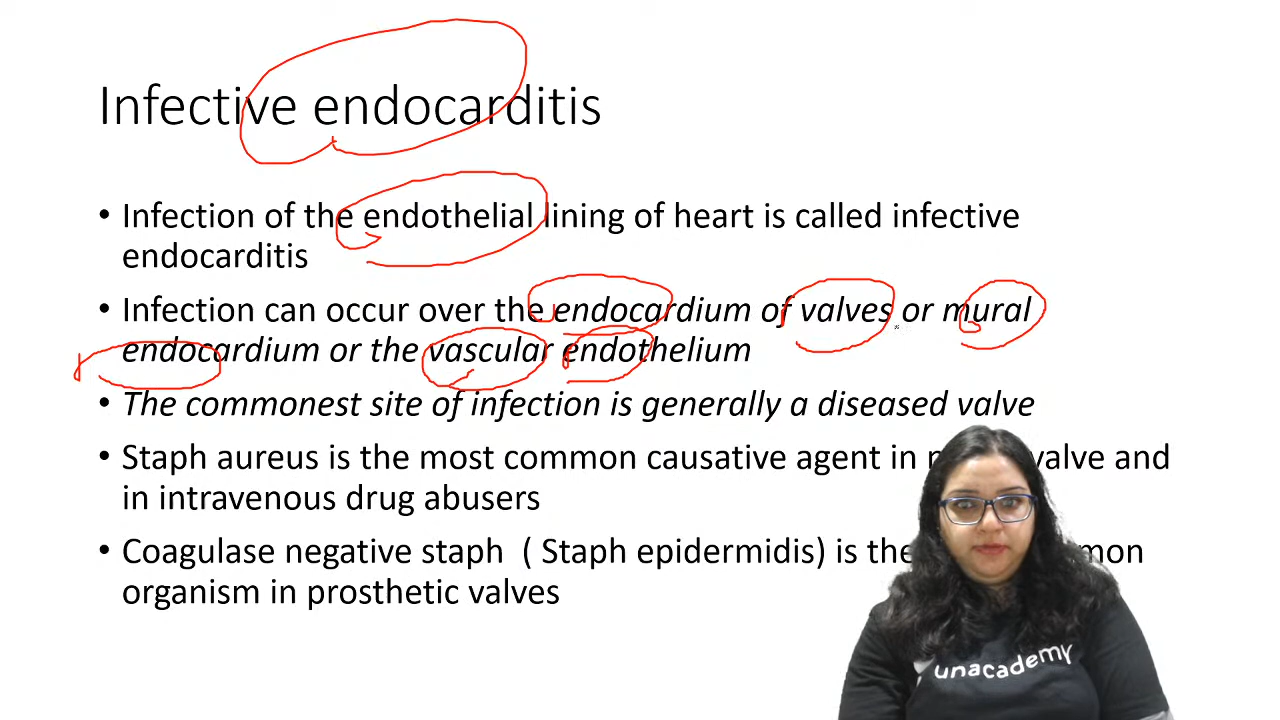 Infective endocarditis
• Infection of the endothelial lining of heart is called infective
endocarditis
• Infection can occur over the endocardium of valves or mural
endocardium or the vascular endothelium
• The commonest site of infection is generally a diseased valve
• Staph aureus is the most common causative agent in valve and
in intravenous drug abusers
• Coagulase negative staph ( Staph epidermidis) is the
organism in prosthetic valves
unacademy